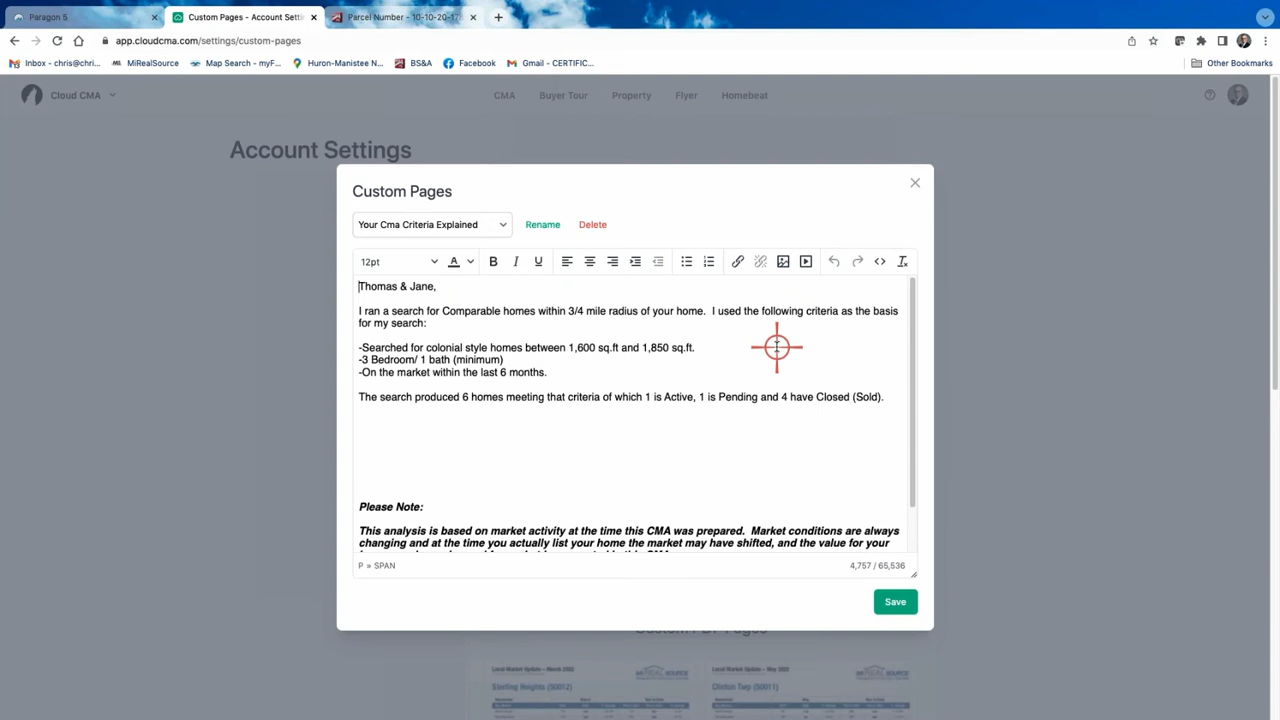 Paragon 5
Custom Pages - Account Setti
Parcel Number - 10-10-20-17
app.cloudcma.com/settings/custom-pages
Inbox - chris@chri...
MiRealSource
Map Search - myF...
Huron-Manistee N...
BS&A
Facebook
Gmail - CERTIFIC...
Other Bookmarks
Cloud CMA
CMA
Buyer Tour
Property
Flyer
Homebeat
Account Settings
Custom Pages
Your Cma Criteria Explained
Rename
Delete
12pt
Thomas & Jane,
I ran a search for Comparable homes within 3/4 mile radius of your home. I used the following criteria as the basis
for my search:
-Searched for colonial style homes between 1,600 sq.ft and 1,850 sq.ft.
-3 Bedroom/ 1 bath (minimum)
-On the market within the last 6 months.
The search produced 6 homes meeting that criteria of which 1 is Active, 1 is Pending and 4 have Closed (Sold).
Please Note:
This analysis is based on market activity at the time this CMA was prepared. Market conditions are always
changing and at the time you actually list your home the market may have shifted, and the value for your
P » SPAN
4,757 / 65,536
Save
Local Market Update – March 2022
Sterling Heights (50012)
Local Market Update – May 2022
Clinton Twp (50011)